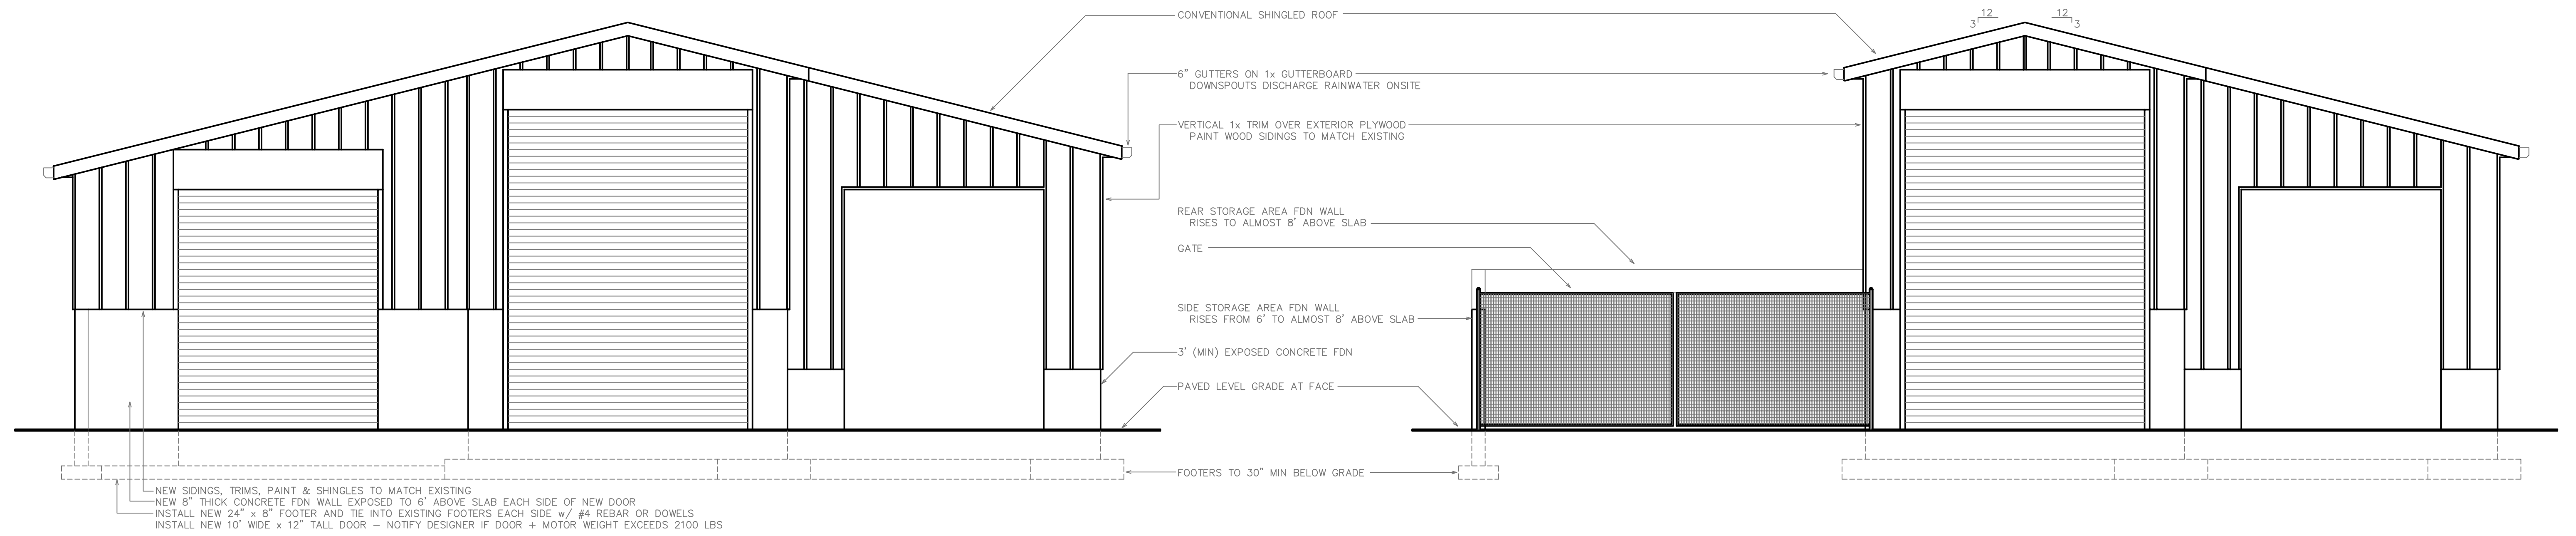 CONVENTIONAL SHINGLED ROOF
12
3
12
3
6" GUTTERS ON 1x GUTTERBOARD
DOWNSPOUTS DISCHARGE RAINWATER ONSITE
VERTICAL 1x TRIM OVER EXTERIOR PLYWOOD
PAINT WOOD SIDINGS TO MATCH EXISTING
REAR STORAGE AREA FDN WALL
RISES TO ALMOST 8' ABOVE SLAB
GATE
SIDE STORAGE AREA FDN WALL
RISES FROM 6' TO ALMOST 8' ABOVE SLAB
3' (MIN) EXPOSED CONCRETE FDN
PAVED LEVEL GRADE AT FACE
FOOTERS TO 30" MIN BELOW GRADE
NEW SIDINGS, TRIMS, PAINT & SHINGLES TO MATCH EXISTING
NEW 8" THICK CONCRETE FDN WALL EXPOSED TO 6' ABOVE SLAB EACH SIDE OF NEW DOOR
INSTALL NEW 24" x 8" FOOTER AND TIE INTO EXISTING FOOTERS EACH SIDE w/ #4 REBAR OR DOWELS
INSTALL NEW 10' WIDE x 12" TALL DOOR – NOTIFY DESIGNER IF DOOR + MOTOR WEIGHT EXCEEDS 2100 LBS